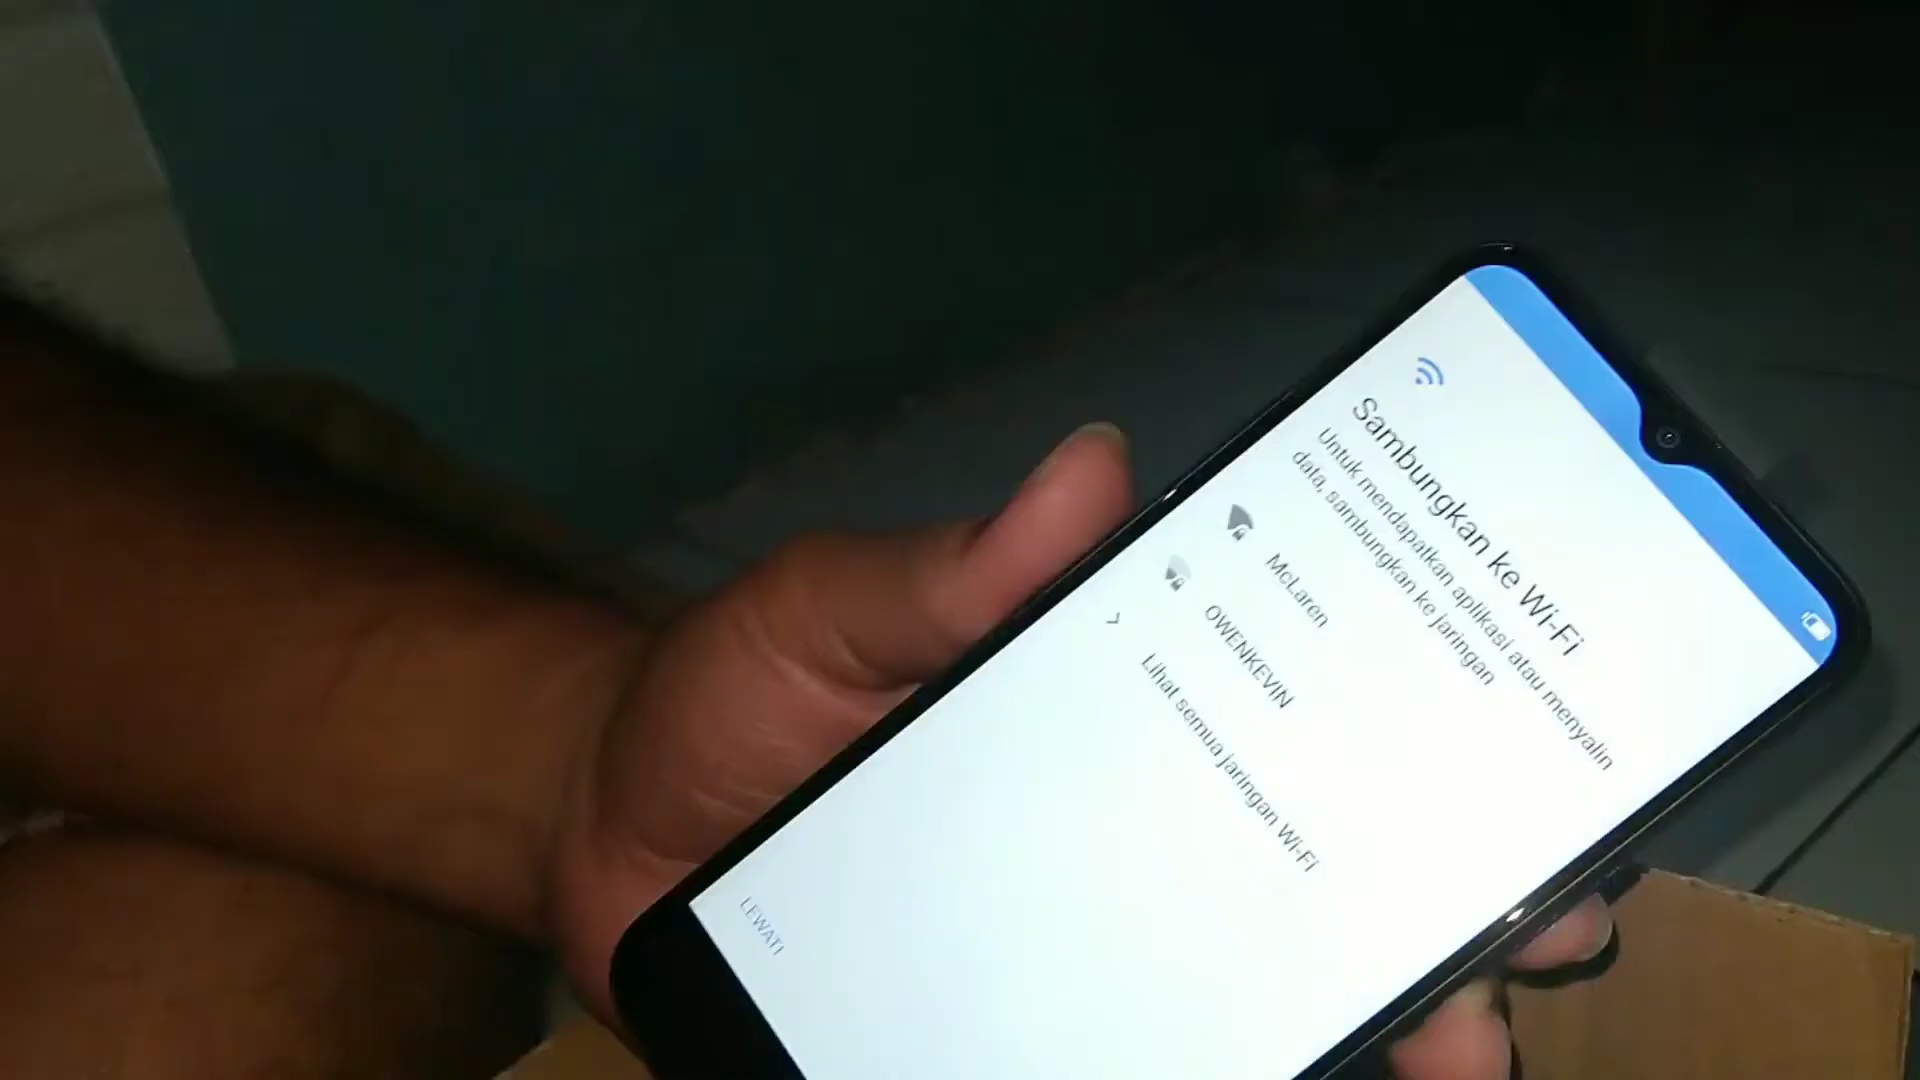 Sambungkan ke Wi-Fi
Untuk mendapatkan aplikasi atau menyalin
data, sambungkan ke jaringan
McLaren
OWENKEVIN
Lihat semua jaringan Wi-Fi
LEWATI